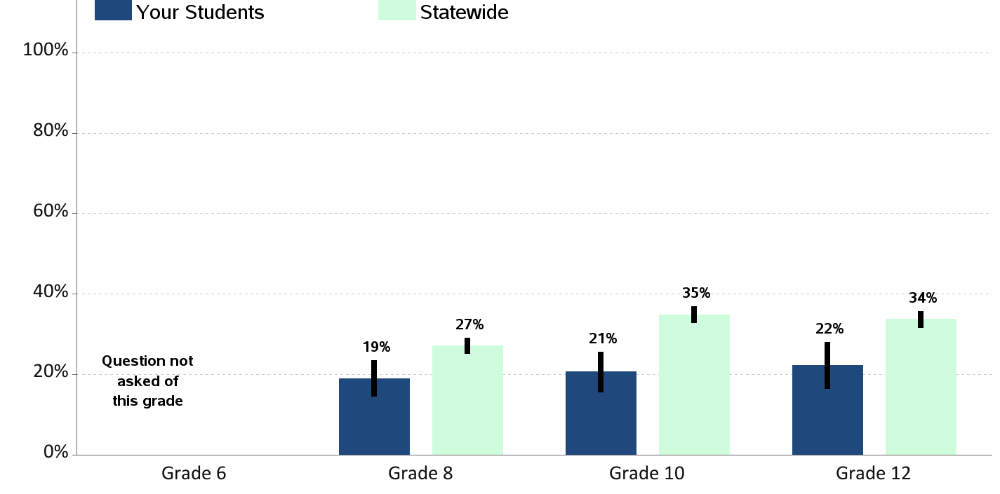 Your Students Statewide
100%
80%
60%
40%
20%
0%
35%
34%
27%
22%
21%
19%
Question not
asked of
this grade
Grade 6 Grade 8 Grade 10 Grade 12